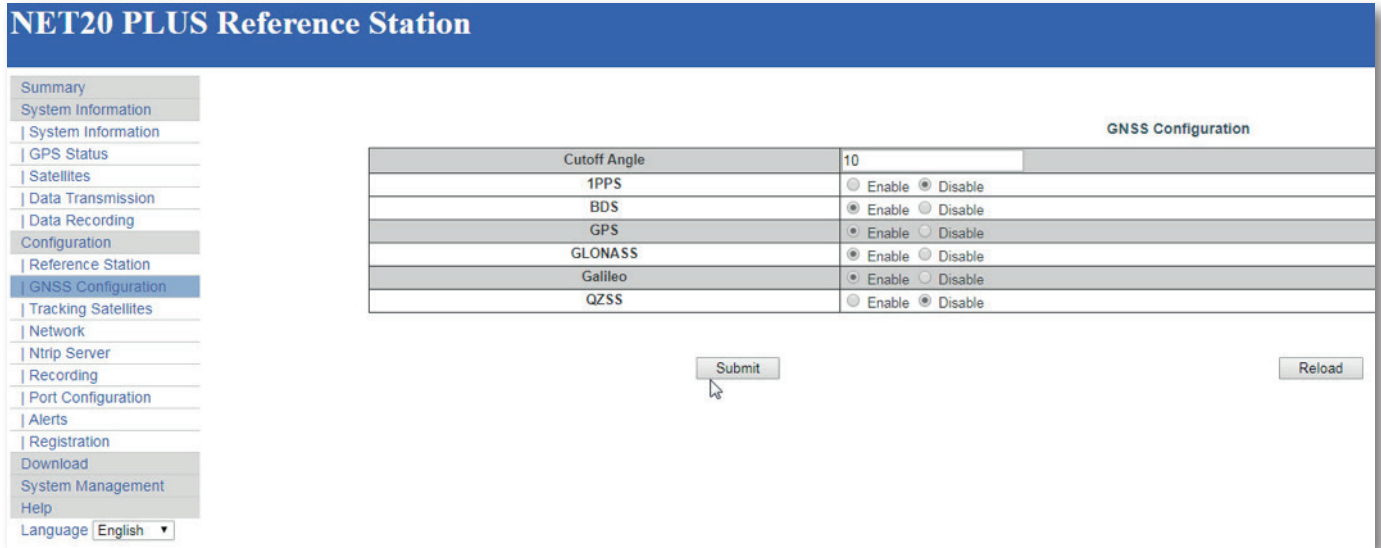 NET20 PLUS Reference Station
Summary
System Information
| System Information
| GPS Status
| Satellites
| Data Transmission
| Data Recording
Configuration
| Reference Station
| GNSS Configuration
| Tracking Satellites
| Network
| Ntrip Server
| Recording
| Port Configuration
| Alerts
| Registration
Download
System Management
Help
Language English
GNSS Configuration
Cutoff Angle 10
1PPS Enable Disable
BDS Enable Disable
GPS Enable Disable
GLONASS Enable Disable
Galileo Enable Disable
QZSS Enable Disable
Submit Reload